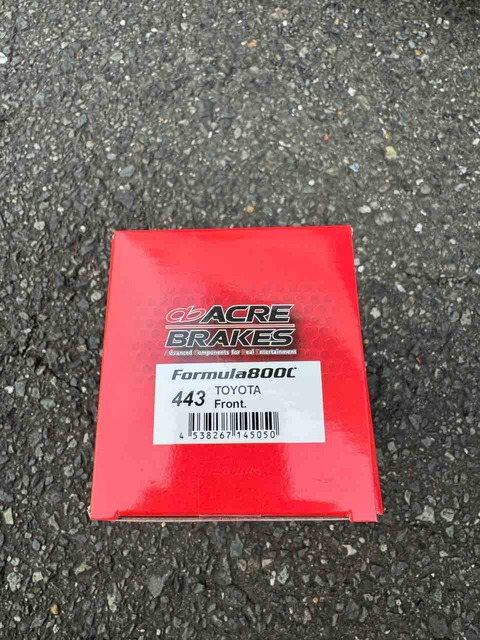 ACRE
BRAKES
Advanced Components for Real Entertainment
Formula800C
443 TOYOTA
Front.
4 538267 145050